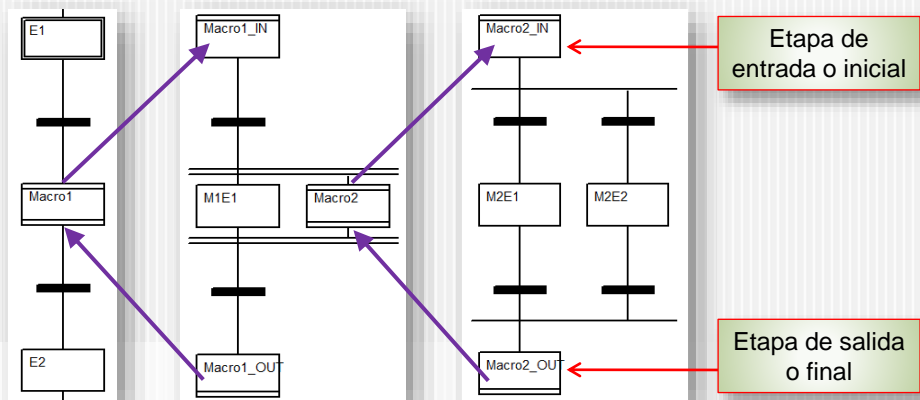 E1
Macro1
E2
Macro1_IN
M1E1
Macro2
Macro1_OUT
Macro2_IN
M2E1
M2E2
Macro2_OUT
Etapa de
entrada o inicial
Etapa de salida
o final